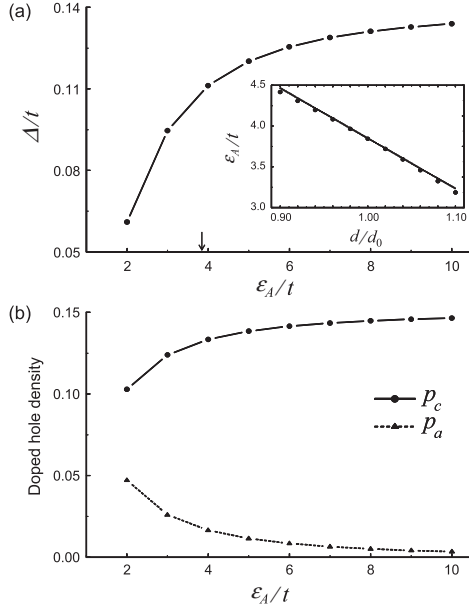 (a)
0.14
0.11
0.08
0.05
Δ/t
2 4 6 8 10
ε_A/t
4.5
4.0
3.5
3.0
ε_A/t
0.90 1.00 1.10
d/d_0
(b)
0.15
0.10
0.05
0.00
Doped hole density
p_c
p_a
2 4 6 8 10
ε_A/t